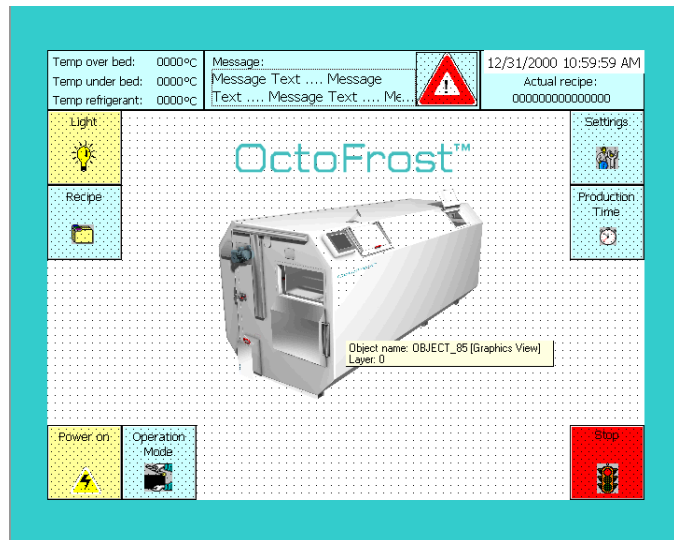 Temp over bed: 0000ºC
Temp under bed: 0000ºC
Temp refrigerant: 0000ºC
Message:
Message Text .... Message
Text .... Message Text .... Me...
12/31/2000 10:59:59 AM
Actual recipe:
000000000000000
Light
Settings
OctoFrost™
Recipe
Production
Time
Object name: OBJECT_85 [Graphics View]
Layer: 0
Power on
Operation
Mode
Stop